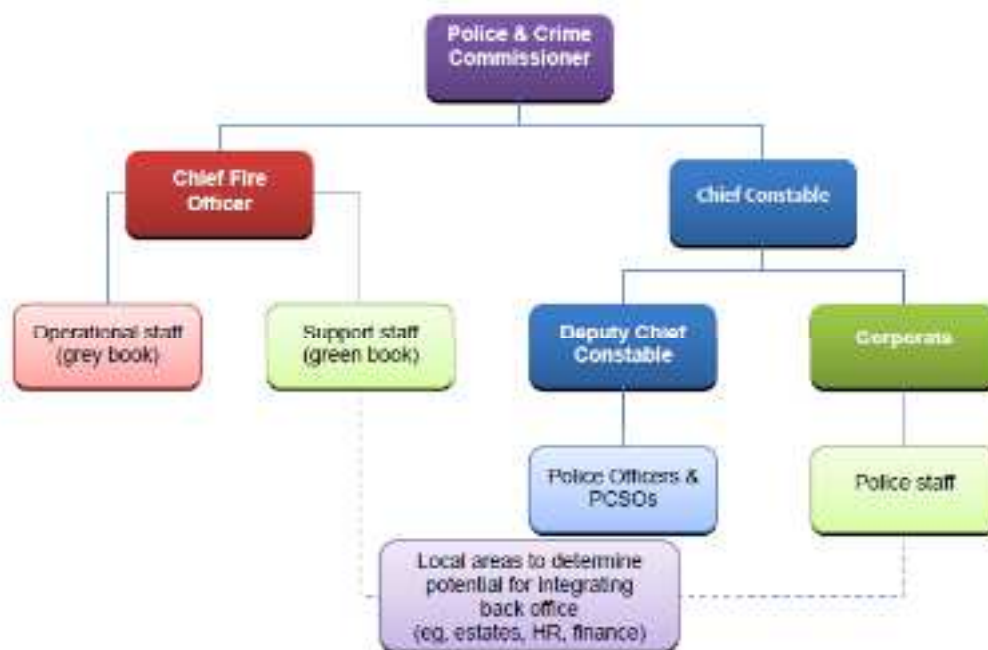 Police & Crime
Commissioner
Chief Fire
Officer
Chief Constable
Operational staff
(grey book)
Support staff
(green book)
Deputy Chief
Constable
Corporate
Police Officers &
PCSOs
Police staff
Local areas to determine
potential for integrating
back office
(eg, estates, HR, finance)